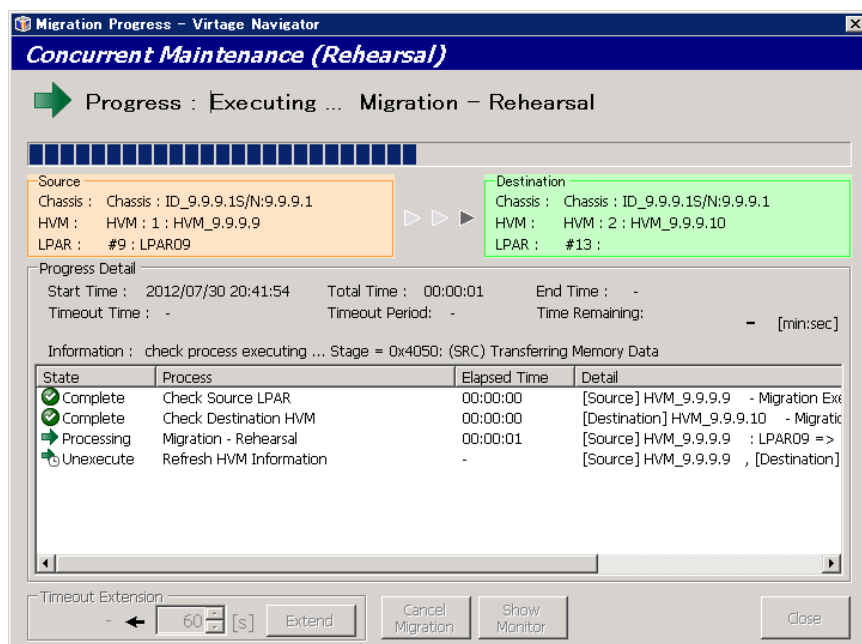 Migration Progress - Virtage Navigator
Concurrent Maintenance (Rehearsal)
Progress : Executing ... Migration - Rehearsal
Source
Chassis : Chassis : ID_9.9.9.1S/N:9.9.9.1
HVM : HVM : 1 : HVM_9.9.9.9
LPAR : #9 : LPAR09
Destination
Chassis : Chassis : ID_9.9.9.1S/N:9.9.9.1
HVM : HVM : 2 : HVM_9.9.9.10
LPAR : #13 :
Progress Detail
Start Time : 2012/07/30 20:41:54 Total Time : 00:00:01 End Time : -
Timeout Time : - Timeout Period: - Time Remaining: - [min:sec]
Information : check process executing ... Stage = 0x4050: (SRC) Transferring Memory Data
State Process Elapsed Time Detail
Complete Check Source LPAR 00:00:00 [Source] HVM_9.9.9.9 - Migration Exe
Complete Check Destination HVM 00:00:00 [Destination] HVM_9.9.9.10 - Migratic
Processing Migration - Rehearsal 00:00:01 [Source] HVM_9.9.9.9 : LPAR09 =>
Unexecute Refresh HVM Information - [Source] HVM_9.9.9.9 , [Destination]
Timeout Extension
- 60 [s] Extend
Cancel Migration
Show Monitor
Close